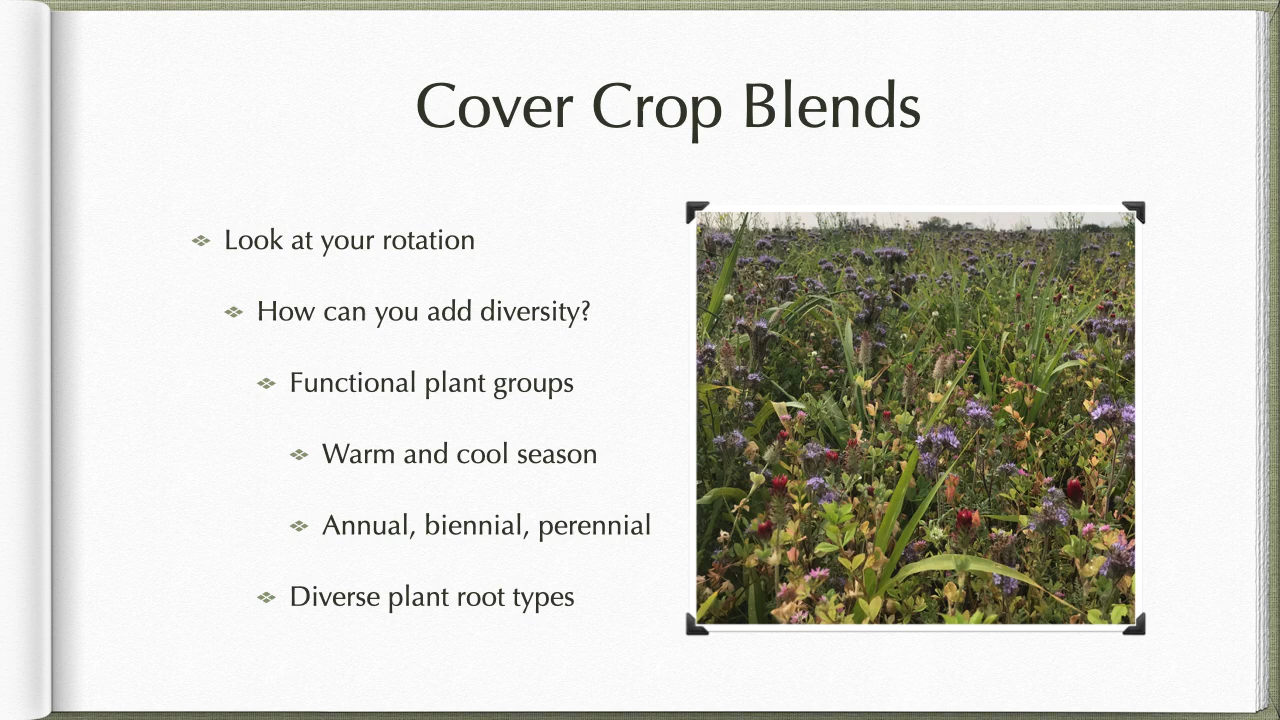 Cover Crop Blends
Look at your rotation
How can you add diversity?
Functional plant groups
Warm and cool season
Annual, biennial, perennial
Diverse plant root types